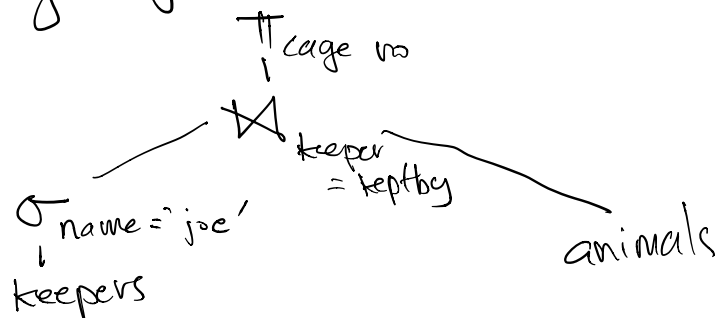 π cage no
⋈ keeper
= keptby
σ name = 'joe'
animals
keepers